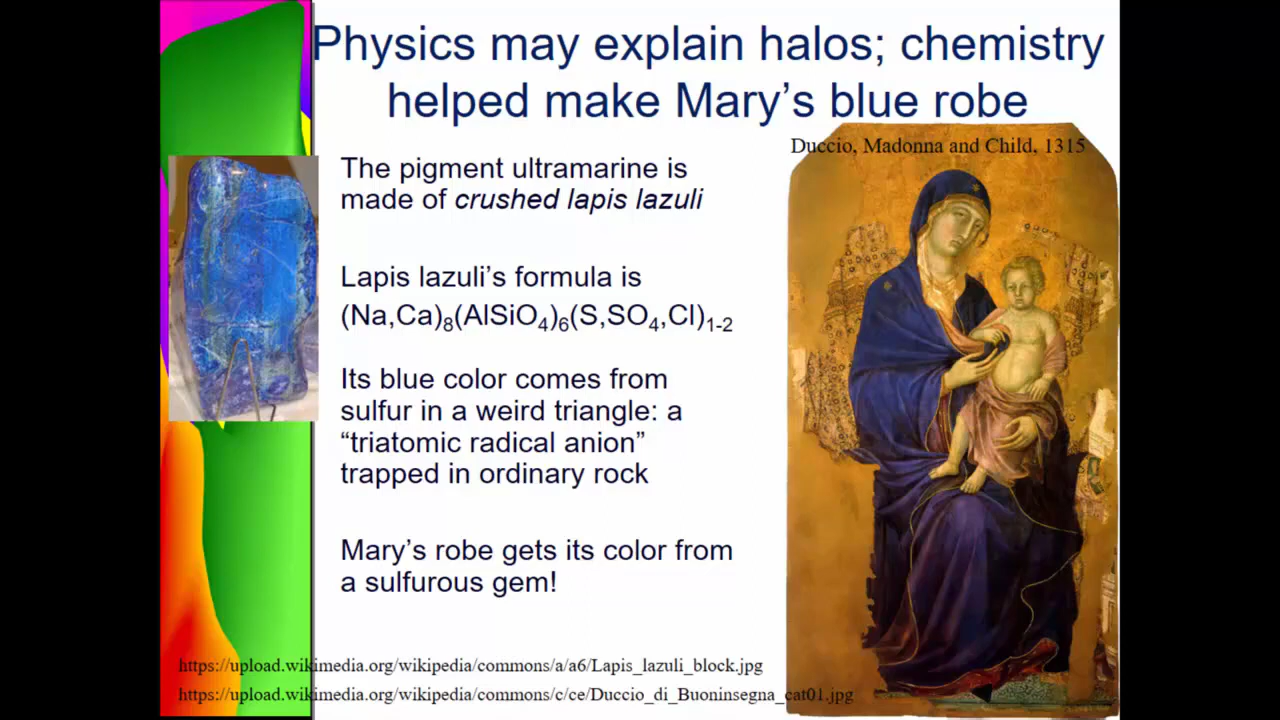 Physics may explain halos; chemistry
helped make Mary's blue robe
Duccio, Madonna and Child, 1315
The pigment ultramarine is
made of crushed lapis lazuli
Lapis lazuli's formula is
(Na,Ca)₈(AlSiO₄)₆(S,SO₄,Cl)₁₋₂
Its blue color comes from
sulfur in a weird triangle: a
“triatomic radical anion”
trapped in ordinary rock
Mary's robe gets its color from
a sulfurous gem!
https://upload.wikimedia.org/wikipedia/commons/a/a6/Lapis_lazuli_block.jpg
https://upload.wikimedia.org/wikipedia/commons/c/ce/Duccio_di_Buoninsegna_cat01.jpg